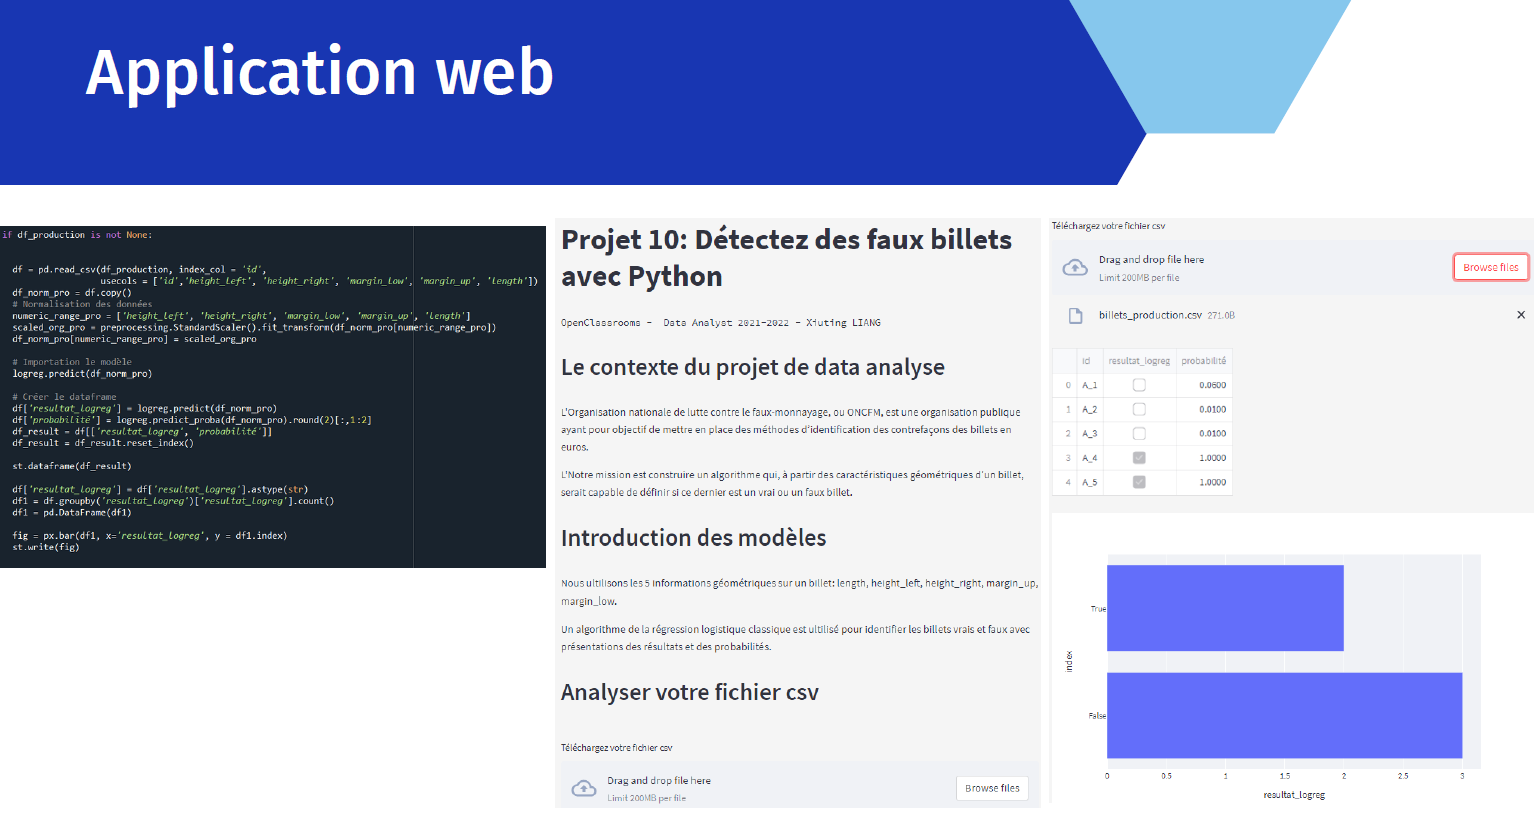 Application web
if df_production is not None:
df = pd.read_csv(df_production, index_col = 'id',
usecols = ['id','height_left', 'height_right', 'margin_low', 'margin_up', 'length'])
df_norm_pro = df.copy()
# Normalisation des données
numeric_range_pro = ['height_left', 'height_right', 'margin_low', 'margin_up', 'length']
scaled_org_pro = preprocessing.StandardScaler().fit_transform(df_norm_pro[numeric_range_pro])
df_norm_pro[numeric_range_pro] = scaled_org_pro
# Importation le modèle
logreg.predict(df_norm_pro)
# Créer le dataframe
df['resultat_logreg'] = logreg.predict(df_norm_pro)
df['probabilité'] = logreg.predict_proba(df_norm_pro).round(2)[:,1:2]
df_result = df[['resultat_logreg', 'probabilité']]
df_result = df_result.reset_index()
st.dataframe(df_result)
df['resultat_logreg'] = df['resultat_logreg'].astype(str)
df1 = df.groupby('resultat_logreg')['resultat_logreg'].count()
df1 = pd.DataFrame(df1)
fig = px.bar(df1, x='resultat_logreg', y = df1.index)
st.write(fig)
Projet 10: Détectez des faux billets
avec Python
OpenClassrooms - Data Analyst 2021-2022 - Xiuting LIANG
Le contexte du projet de data analyse
L'Organisation nationale de lutte contre le faux-monnayage, ou ONCFM, est une organisation publique
ayant pour objectif de mettre en place des méthodes d'identification des contrefaçons des billets en
euros.
L'Notre mission est construire un algorithme qui, à partir des caractéristiques géométriques d'un billet,
serait capable de définir si ce dernier est un vrai ou un faux billet.
Introduction des modèles
Nous ultilisons les 5 informations géométriques sur un billet: length, height_left, height_right, margin_up,
margin_low.
Un algorithme de la régression logistique classique est ultilisé pour identifier les billets vrais et faux avec
présentations des résultats et des probabilités.
Analyser votre fichier csv
Téléchargez votre fichier csv
Drag and drop file here
Limit 200MB per file
Browse files
Téléchargez votre fichier csv
Drag and drop file here
Limit 200MB per file
Browse files
billets_production.csv 271.0B
id resultat_logreg probabilité
0 A_1 0.0600
1 A_2 0.0100
2 A_3 0.0100
3 A_4 1.0000
4 A_5 1.0000
True
index
False
0 0.5 1 1.5 2 2.5 3
resultat_logreg